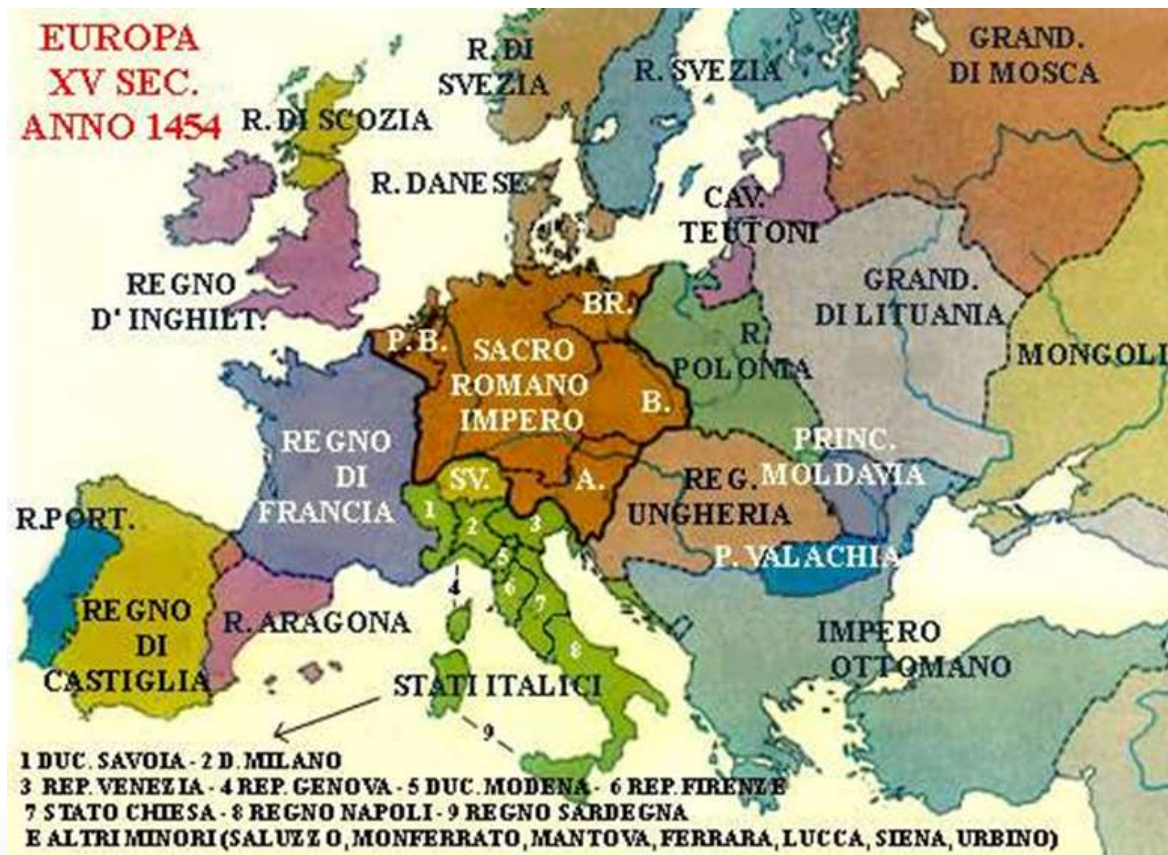 EUROPA
XV SEC.
ANNO 1454
R. DI
SVEZIA
R. SVEZIA
GRAND.
DI MOSCA
R. DI SCOZIA
R. DANESE
CAV.
TEUTONI
REGNO
D' INGHILT.
GRAND.
DI LITUANIA
BR.
P. B.
SACRO
ROMANO
IMPERO
R.
POLONIA
MONGOLI
B.
REGNO
DI
FRANCIA
PRINC.
MOLDAVIA
SV.
A.
REG.
UNGHERIA
R.PORT.
1
2
3
P. VALACHIA
5
4
6
7
8
REGNO
DI
CASTIGLIA
R. ARAGONA
IMPERO
OTTOMANO
STATI ITALICI
9
1 DUC. SAVOIA - 2 D. MILANO
3 REP. VENEZIA - 4 REP. GENOVA - 5 DUC. MODENA - 6 REP. FIRENZE
7 STATO CHIESA - 8 REGNO NAPOLI - 9 REGNO SARDEGNA
E ALTRI MINORI (SALUZZO, MONFERRATO, MANTOVA, FERRARA, LUCCA, SIENA, URBINO)